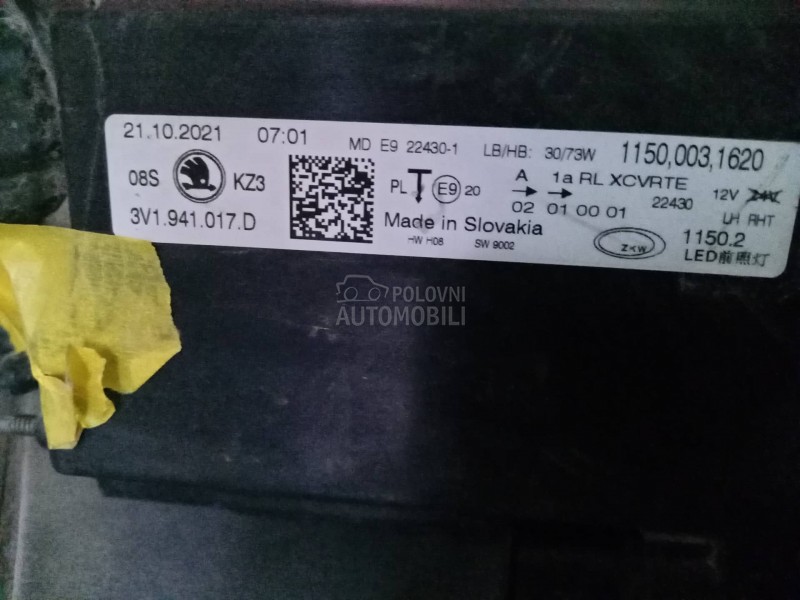 21.10.2021 07:01 MD E9 22430-1 LB/HB: 30/73W 1150,003,1620
08S KZ3 PL E9 20 A 1a RL XCVRTE 12V 24V
02 01 00 01 22430 LH RHT
3V1.941.017.D Made in Slovakia 1150.2
HW H08 SW 9002 ZKW LED前照灯
POLOVNI
AUTOMOBILI